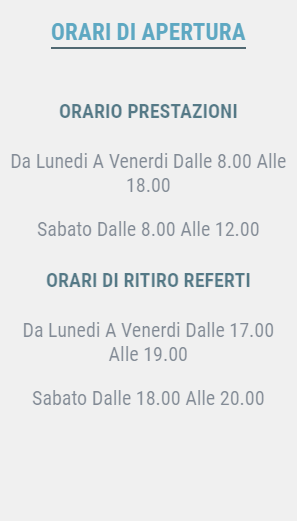 ORARI DI APERTURA
ORARIO PRESTAZIONI
Da Lunedi A Venerdi Dalle 8.00 Alle
18.00
Sabato Dalle 8.00 Alle 12.00
ORARI DI RITIRO REFERTI
Da Lunedi A Venerdi Dalle 17.00
Alle 19.00
Sabato Dalle 18.00 Alle 20.00